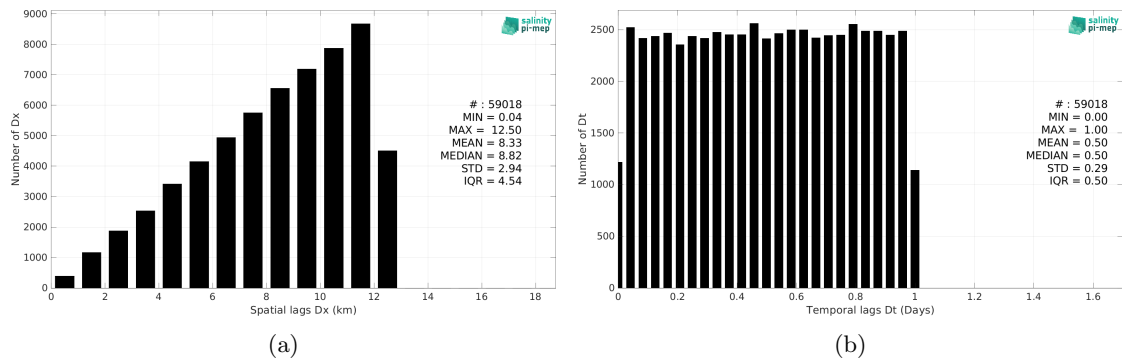 9000
8000
7000
6000
5000
4000
3000
2000
1000
0
Number of Dx
salinity
pi-mep
# : 59018
MIN = 0.04
MAX = 12.50
MEAN = 8.33
MEDIAN = 8.82
STD = 2.94
IQR = 4.54
0 2 4 6 8 10 12 14 16 18
Spatial lags Dx (km)
(a)
2500
2000
1500
1000
500
0
Number of Dt
salinity
pi-mep
# : 59018
MIN = 0.00
MAX = 1.00
MEAN = 0.50
MEDIAN = 0.50
STD = 0.29
IQR = 0.50
0 0.2 0.4 0.6 0.8 1 1.2 1.4 1.6
Temporal lags Dt (Days)
(b)